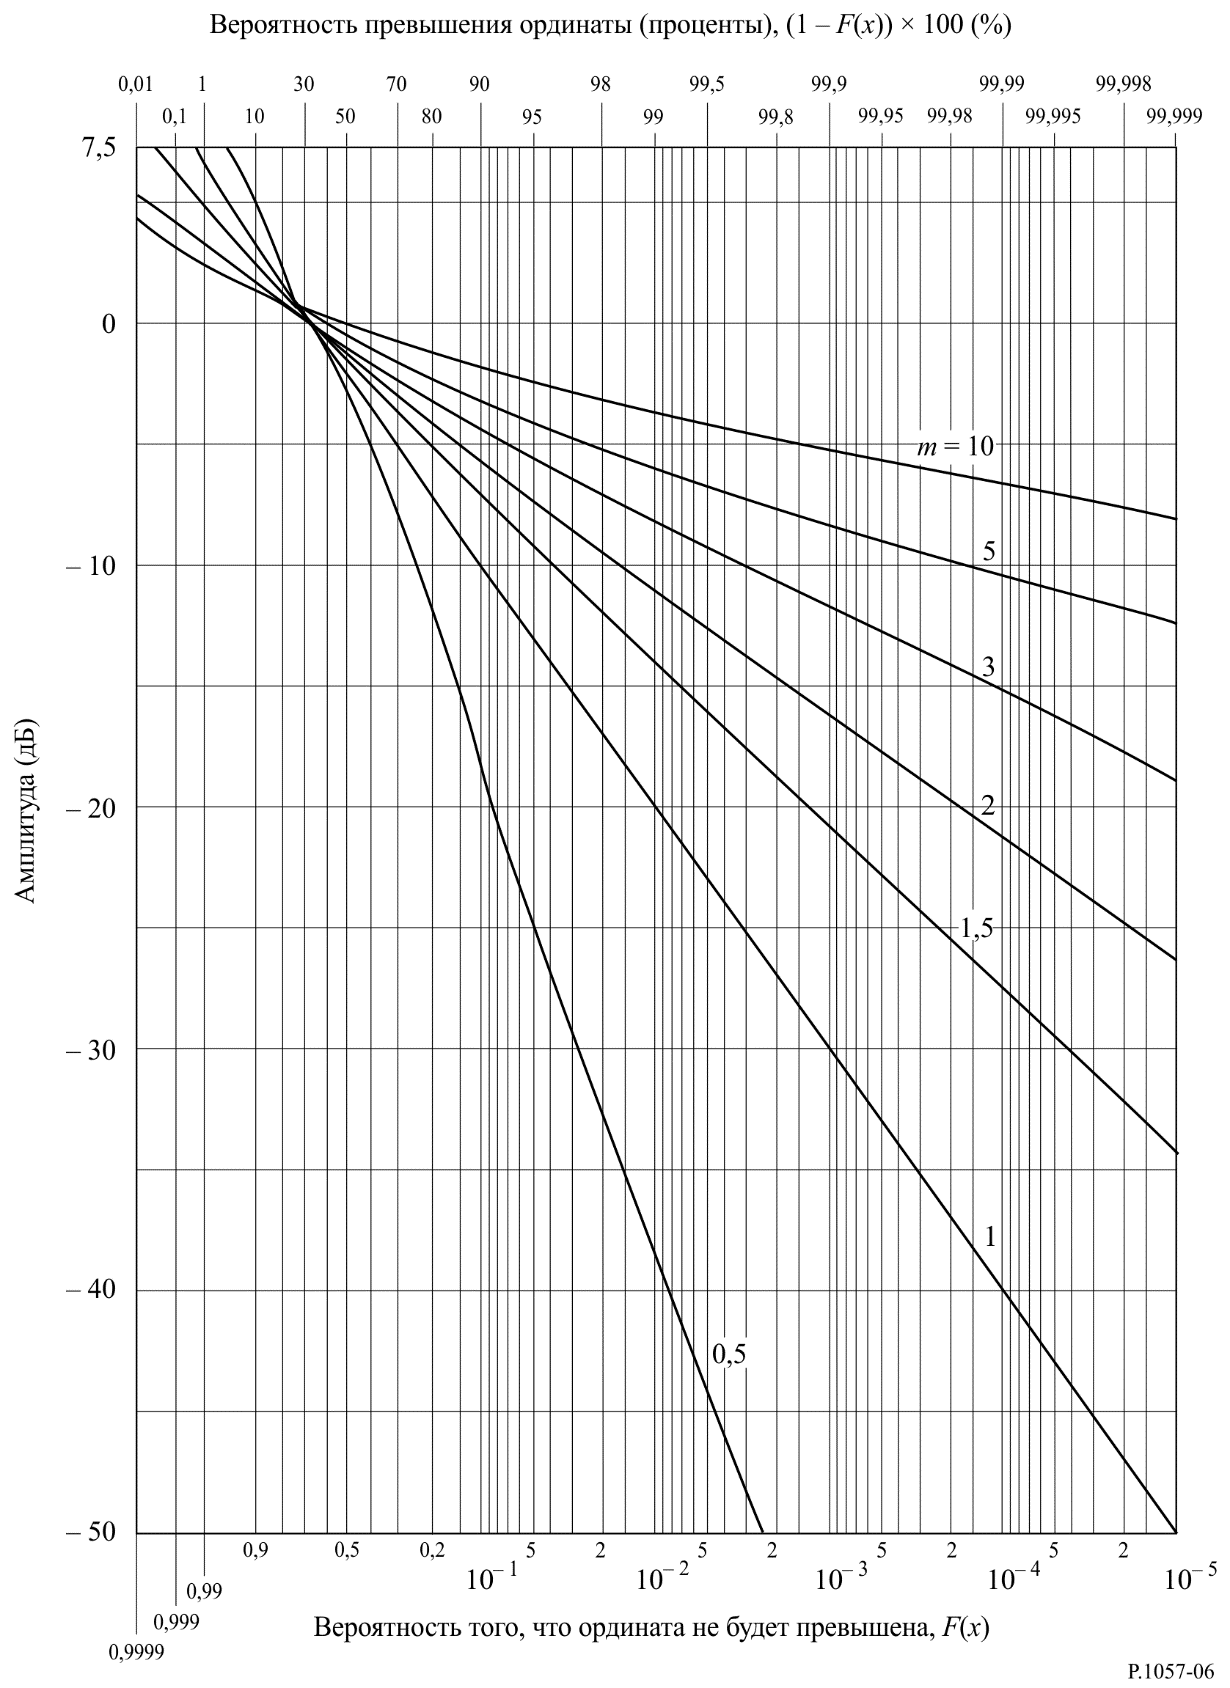 Вероятность превышения ординаты (проценты), (1 – F(x)) × 100 (%)
0,01 1 30 70 90 98 99,5 99,9 99,99 99,998
0,1 10 50 80 95 99 99,8 99,95 99,98 99,995 99,999
7,5
0
– 10
– 20
– 30
– 40
– 50
Амплитуда (дБ)
m = 10
5
3
2
1,5
1
0,5
0,9 0,5 0,2 5 2 5 2 5 2 5 2
10⁻¹ 10⁻² 10⁻³ 10⁻⁴ 10⁻⁵
0,99
0,999
0,9999
Вероятность того, что ордината не будет превышена, F(x)
P.1057-06